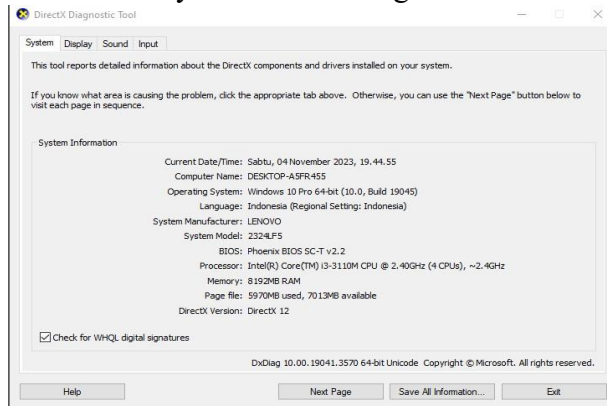 DirectX Diagnostic Tool
System Display Sound Input
This tool reports detailed information about the DirectX components and drivers installed on your system.
If you know what area is causing the problem, click the appropriate tab above. Otherwise, you can use the "Next Page" button below to
visit each page in sequence.
System Information
Current Date/Time: Sabtu, 04 November 2023, 19.44.55
Computer Name: DESKTOP-A5FR455
Operating System: Windows 10 Pro 64-bit (10.0, Build 19045)
Language: Indonesia (Regional Setting: Indonesia)
System Manufacturer: LENOVO
System Model: 2324LF5
BIOS: Phoenix BIOS SC-T v2.2
Processor: Intel(R) Core(TM) i3-3110M CPU @ 2.40GHz (4 CPUs), ~2.4GHz
Memory: 8192MB RAM
Page file: 5970MB used, 7013MB available
DirectX Version: DirectX 12
Check for WHQL digital signatures
DxDiag 10.00.19041.3570 64-bit Unicode Copyright © Microsoft. All rights reserved.
Help Next Page Save All Information... Exit